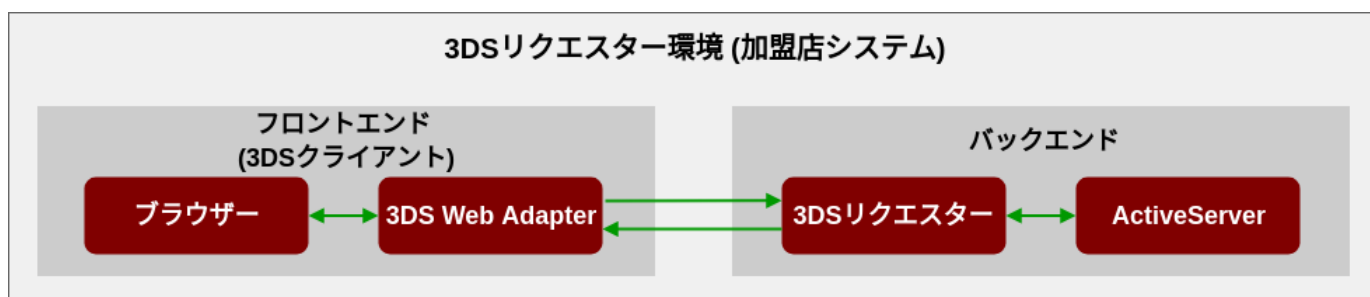 3DSリクエスター環境 (加盟店システム)
フロントエンド
(3DSクライアント)
バックエンド
ブラウザー
3DS Web Adapter
3DSリクエスター
ActiveServer